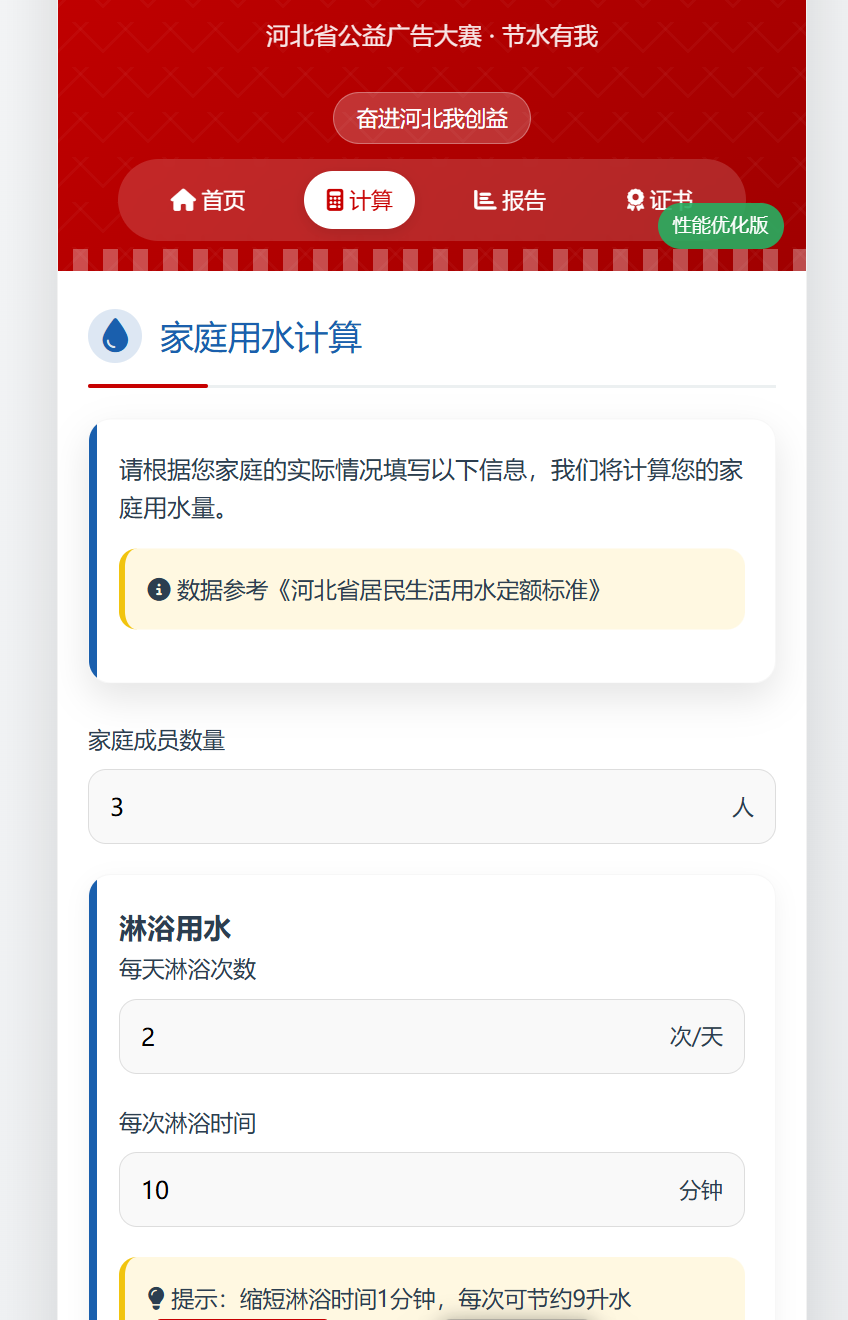 河北省公益广告大赛 · 节水有我
奋进河北我创益
首页 计算 报告 证书
性能优化版
家庭用水计算
请根据您家庭的实际情况填写以下信息，我们将计算您的家
庭用水量。
数据参考《河北省居民生活用水定额标准》
家庭成员数量
3 人
淋浴用水
每天淋浴次数
2 次/天
每次淋浴时间
10 分钟
提示：缩短淋浴时间1分钟，每次可节约9升水